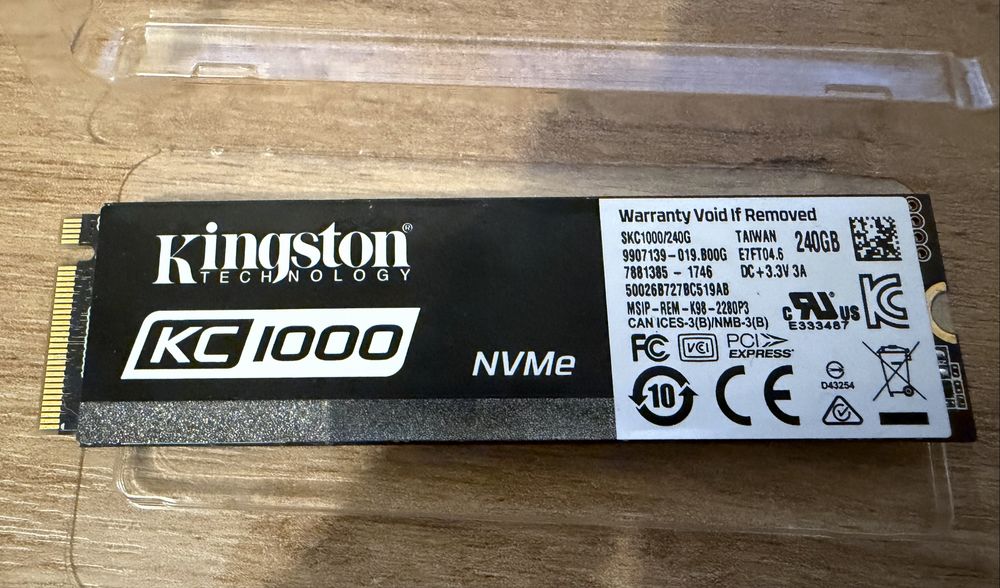 Kingston®
TECHNOLOGY
KC1000
NVMe
Warranty Void If Removed
SKC1000/240G TAIWAN 240GB
9907139-019.B00G E7FT04.6
7881385 - 1746 DC+3.3V 3A
50026B727BC519AB
MSIP-REM-K98-2280P3
CAN ICES-3(B)/NMB-3(B)
c RU us
E333487
KC
FC VCI PCI EXPRESS®
10 CE D43254